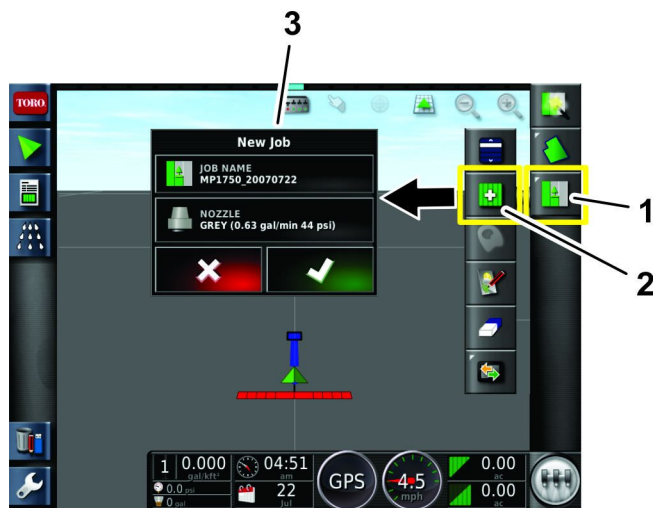 3
TORO
New Job
JOB NAME
MP1750_20070722
NOZZLE
GREY (0.63 gal/min 44 psi)
1
2
1 0.000
gal/kft²
04:51
am
0.0 psi
0 gal
22
Jul
GPS
4.5
mph
0.00
ac
0.00
ac